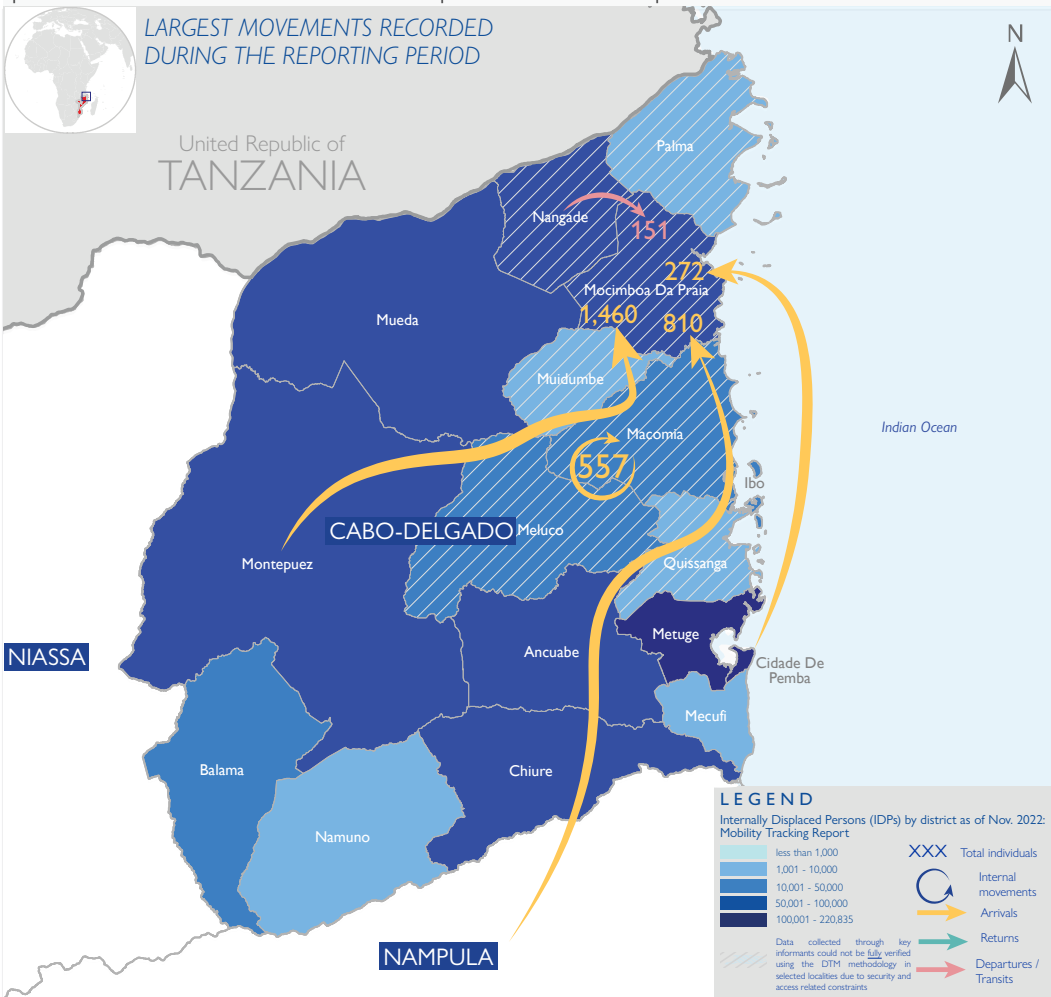 LARGEST MOVEMENTS RECORDED
DURING THE REPORTING PERIOD
N
United Republic of
TANZANIA
Palma
Nangade
151
272
Mocimboa Da Praia
1,460
810
Mueda
Muidumbe
Macomia
Indian Ocean
557
Ibo
CABO-DELGADO
Meluco
Montepuez
Quissanga
Metuge
NIASSA
Ancuabe
Cidade De
Pemba
Mecufi
Balama
Chiure
Namuno
NAMPULA
LEGEND
Internally Displaced Persons (IDPs) by district as of Nov. 2022:
Mobility Tracking Report
less than 1,000
1,001 - 10,000
10,001 - 50,000
50,001 - 100,000
100,001 - 220,835
Data collected through key
informants could not be fully verified
using the DTM methodology in
selected localities due to security and
access related constraints
XXX Total individuals
Internal
movements
Arrivals
Returns
Departures /
Transits